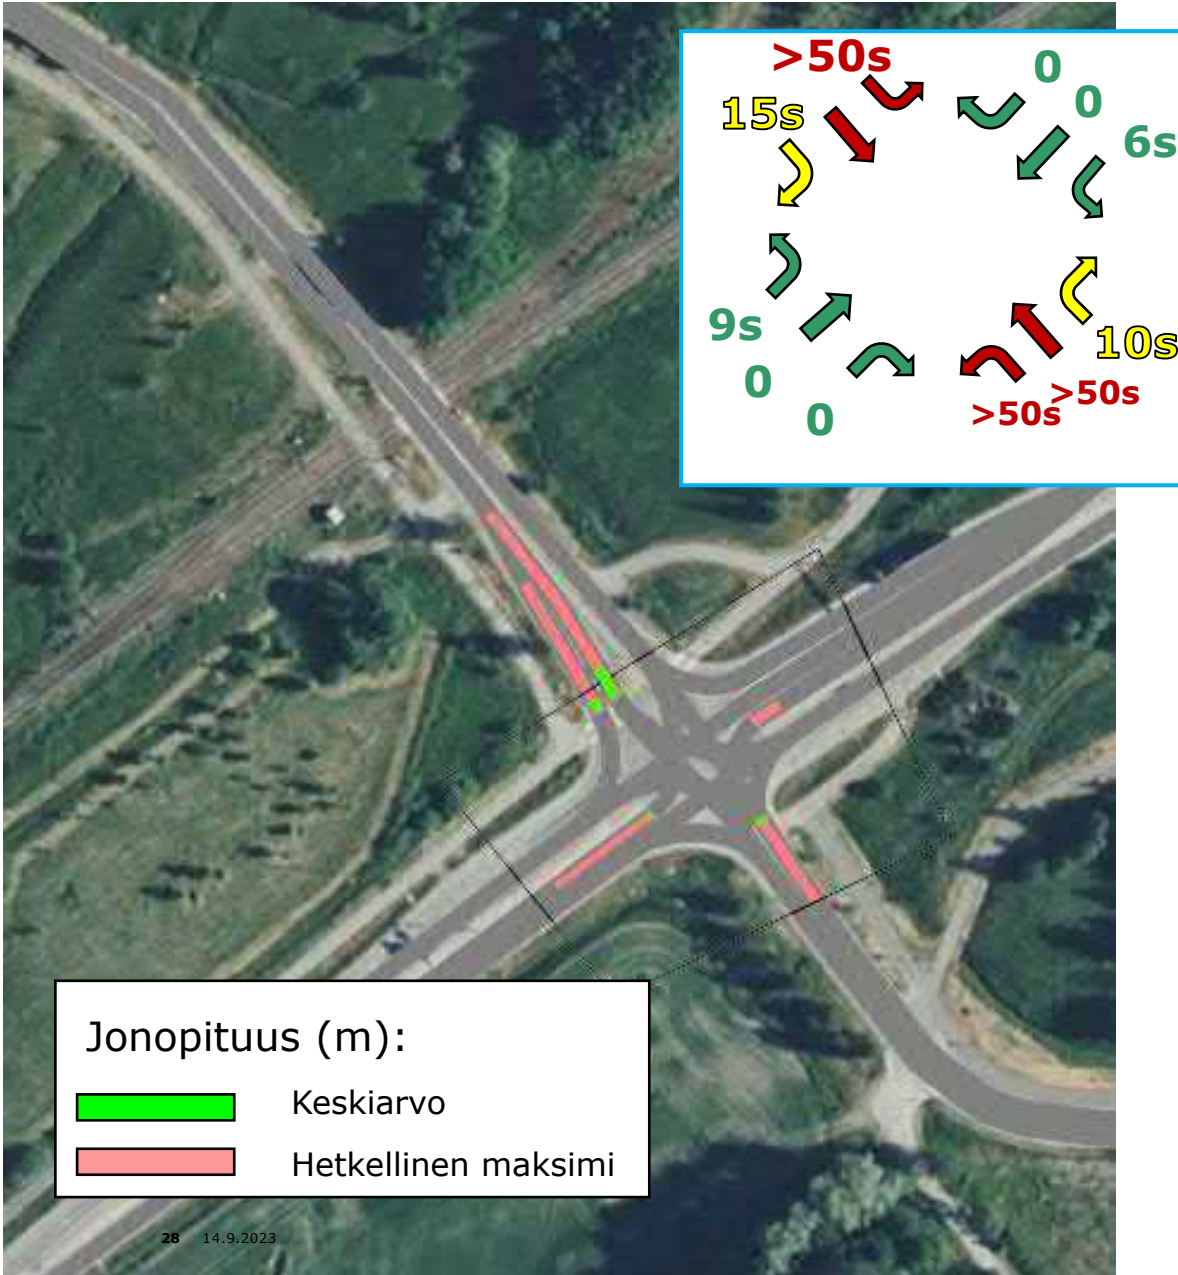 >50s
0
0
15s
6s
9s
10s
0
>50s
>50s
0
Jonopituus (m):
Keskiarvo
Hetkellinen maksimi
28 14.9.2023